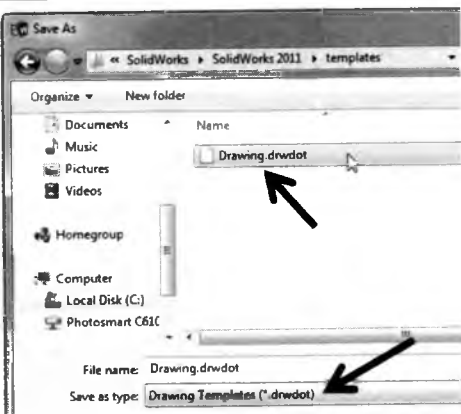 Save As
« SolidWorks ▸ SolidWorks 2011 ▸ templates
Organize ▾ New folder
Documents
Name
Music
Drawing.drwdot
Pictures
Videos
Homegroup
Computer
Local Disk (C:)
Photosmart C61
File name: Drawing.drwdot
Save as type: Drawing Templates (*.drwdot)